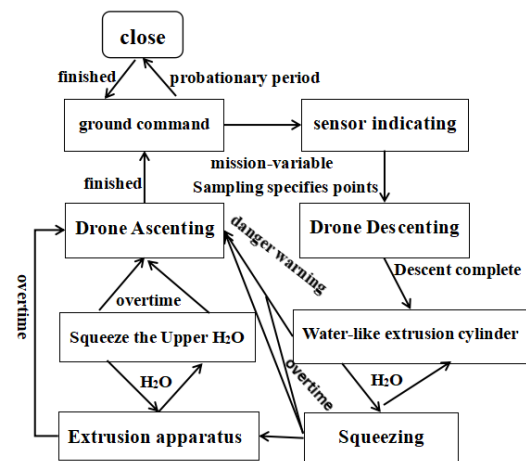 close
finished
probationary period
ground command
sensor indicating
mission-variable
finished
Sampling specifies points
Drone Ascenting
danger warning
Drone Descenting
overtime
overtime
Descent complete
Squeeze the Upper H₂O
Water-like extrusion cylinder
H₂O
overtime
H₂O
Extrusion apparatus
Squeezing